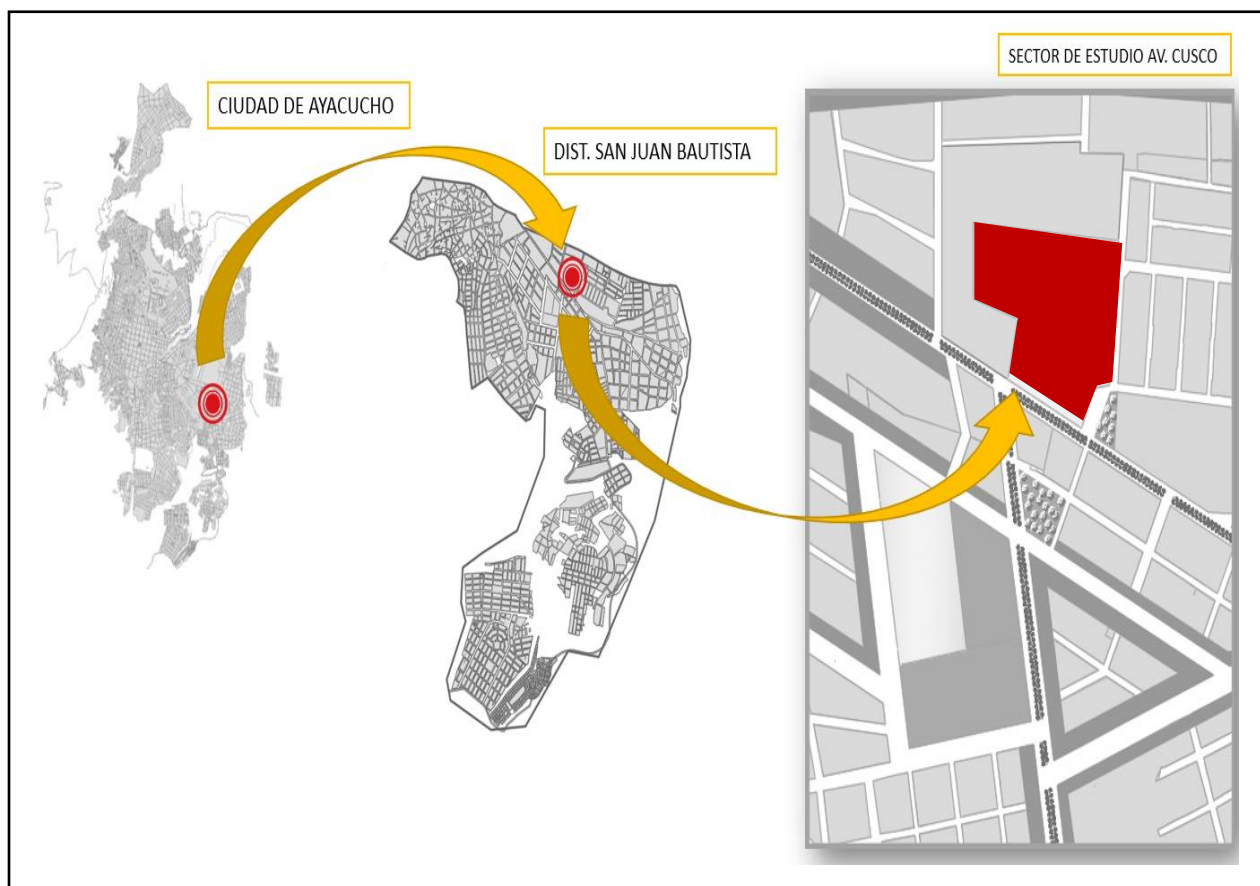 SECTOR DE ESTUDIO AV. CUSCO
CIUDAD DE AYACUCHO
DIST. SAN JUAN BAUTISTA